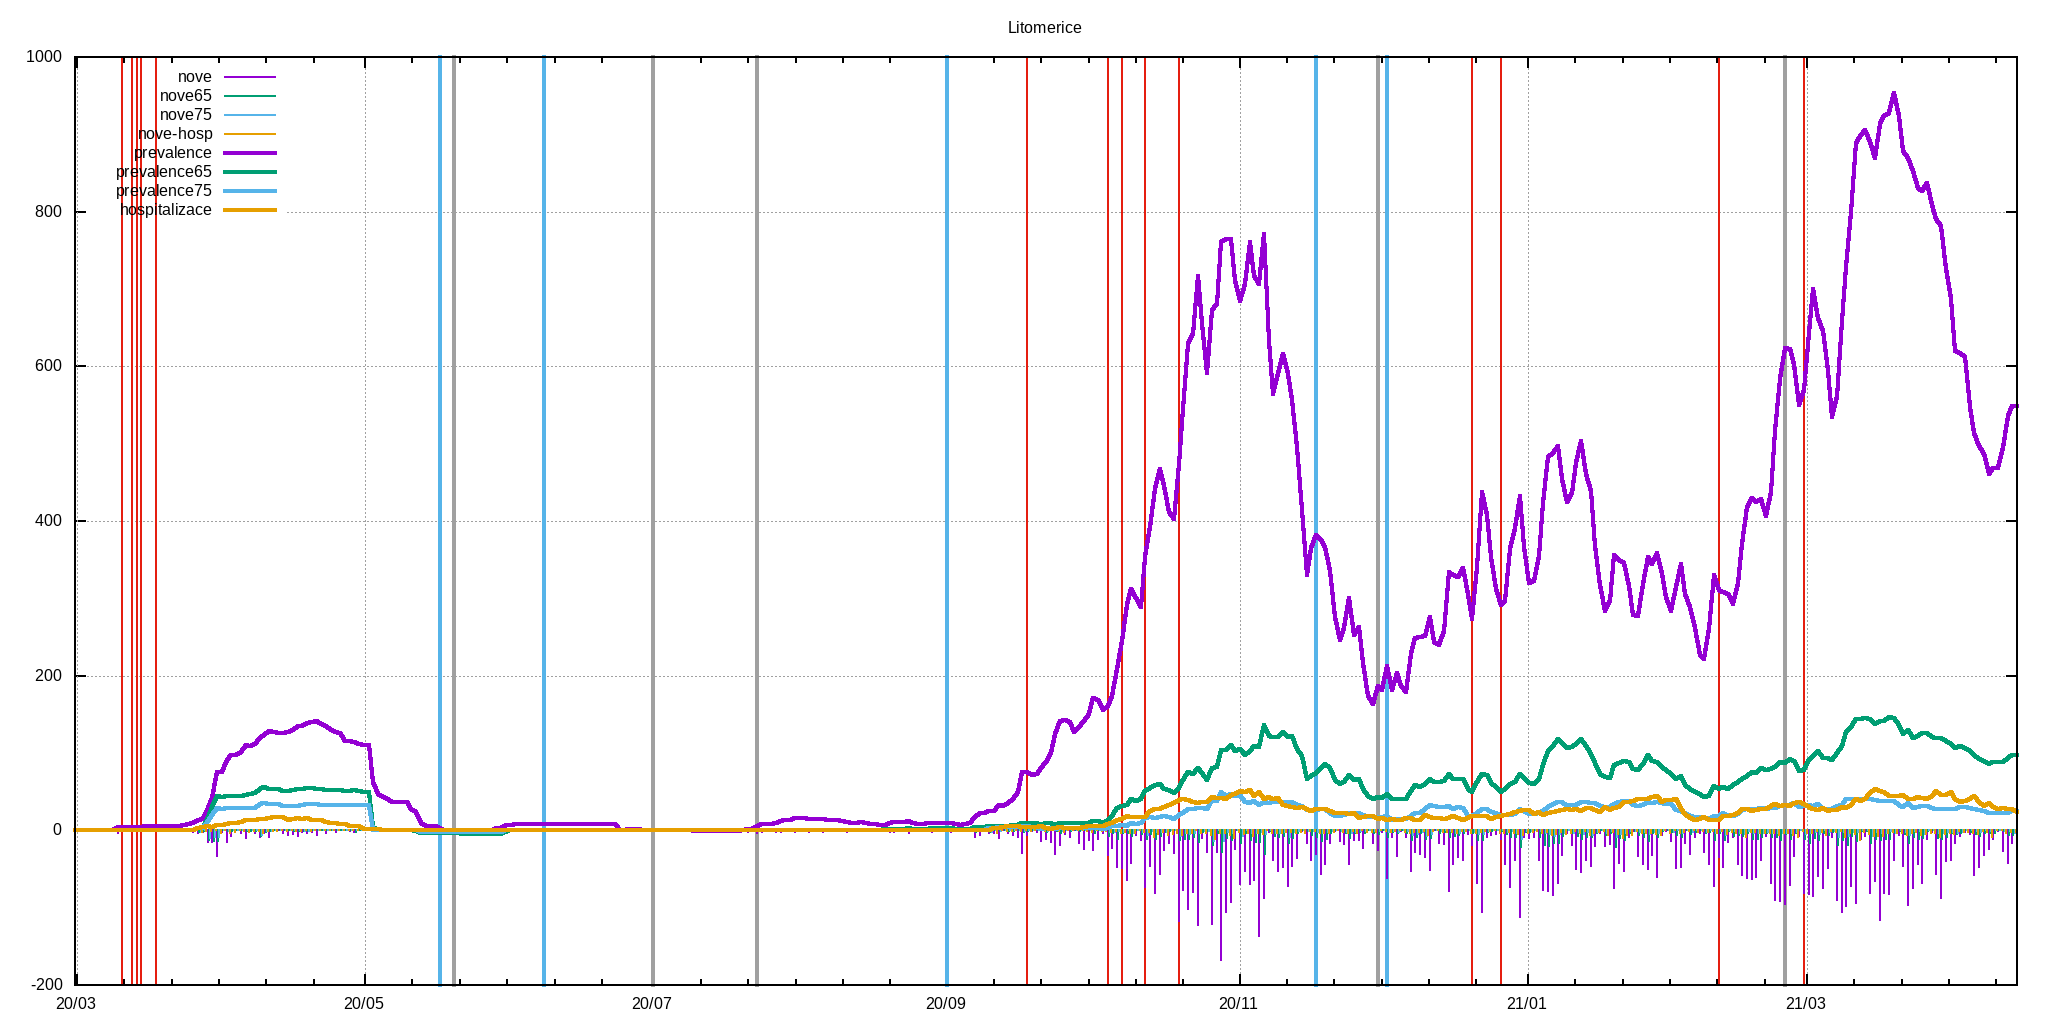 Litomerice
1000
800
600
400
200
0
-200
nove
nove65
nove75
nove-hosp
prevalence
prevalence65
prevalence75
hospitalizace
20/03 20/05 20/07 20/09 20/11 21/01 21/03